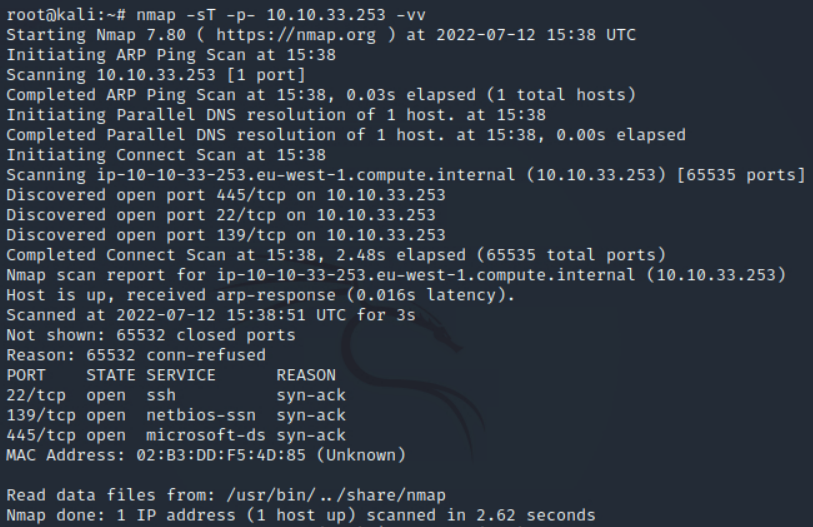 root@kali:~# nmap -sT -p- 10.10.33.253 -vv
Starting Nmap 7.80 ( https://nmap.org ) at 2022-07-12 15:38 UTC
Initiating ARP Ping Scan at 15:38
Scanning 10.10.33.253 [1 port]
Completed ARP Ping Scan at 15:38, 0.03s elapsed (1 total hosts)
Initiating Parallel DNS resolution of 1 host. at 15:38
Completed Parallel DNS resolution of 1 host. at 15:38, 0.00s elapsed
Initiating Connect Scan at 15:38
Scanning ip-10-10-33-253.eu-west-1.compute.internal (10.10.33.253) [65535 ports]
Discovered open port 445/tcp on 10.10.33.253
Discovered open port 22/tcp on 10.10.33.253
Discovered open port 139/tcp on 10.10.33.253
Completed Connect Scan at 15:38, 2.48s elapsed (65535 total ports)
Nmap scan report for ip-10-10-33-253.eu-west-1.compute.internal (10.10.33.253)
Host is up, received arp-response (0.016s latency).
Scanned at 2022-07-12 15:38:51 UTC for 3s
Not shown: 65532 closed ports
Reason: 65532 conn-refused
PORT    STATE SERVICE      REASON
22/tcp  open  ssh          syn-ack
139/tcp open  netbios-ssn  syn-ack
445/tcp open  microsoft-ds syn-ack
MAC Address: 02:B3:DD:F5:4D:85 (Unknown)
Read data files from: /usr/bin/../share/nmap
Nmap done: 1 IP address (1 host up) scanned in 2.62 seconds